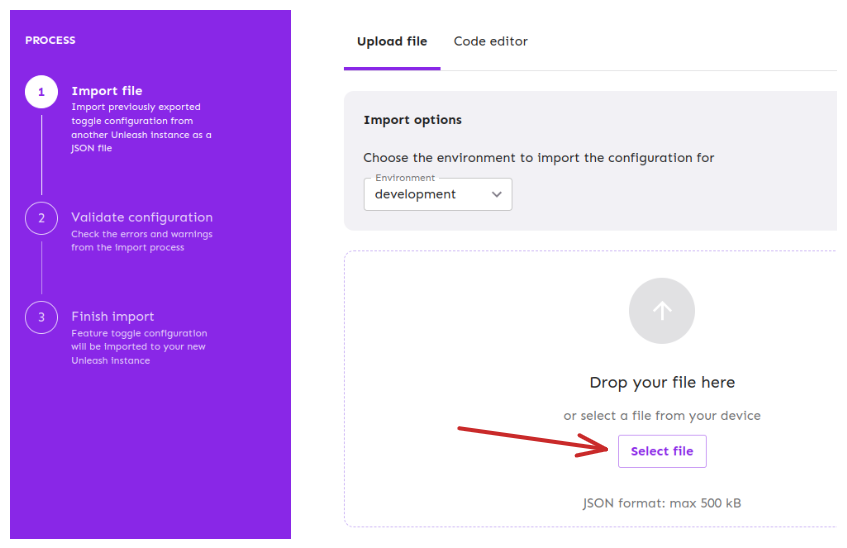 PROCESS
1
Import file
Import previously exported
toggle configuration from
another Unleash instance as a
JSON file
2
Validate configuration
Check the errors and warnings
from the import process
3
Finish import
Feature toggle configuration
will be imported to your new
Unleash instance
Upload file
Code editor
Import options
Choose the environment to import the configuration for
Environment
development
Drop your file here
or select a file from your device
Select file
JSON format: max 500 kB